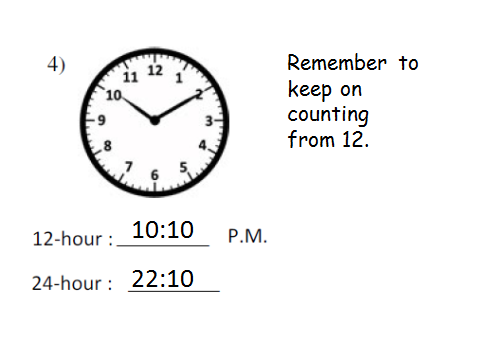 4)
12
11
1
10
2
9
3
8
4
7
5
6
Remember to
keep on
counting
from 12.
12-hour : 10:10 P.M.
24-hour : 22:10